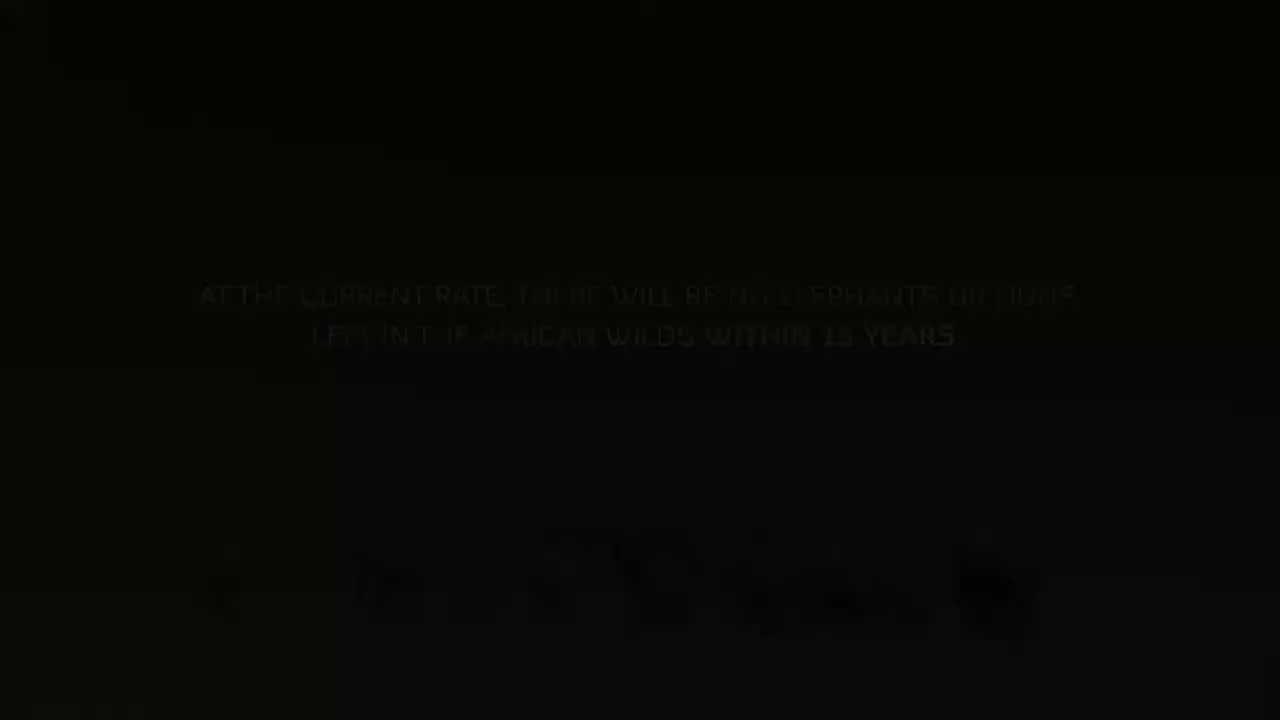 AT THE CURRENT RATE, THERE WILL BE NO ELEPHANTS OR LIONS
LEFT IN THE AFRICAN WILDS WITHIN 15 YEARS